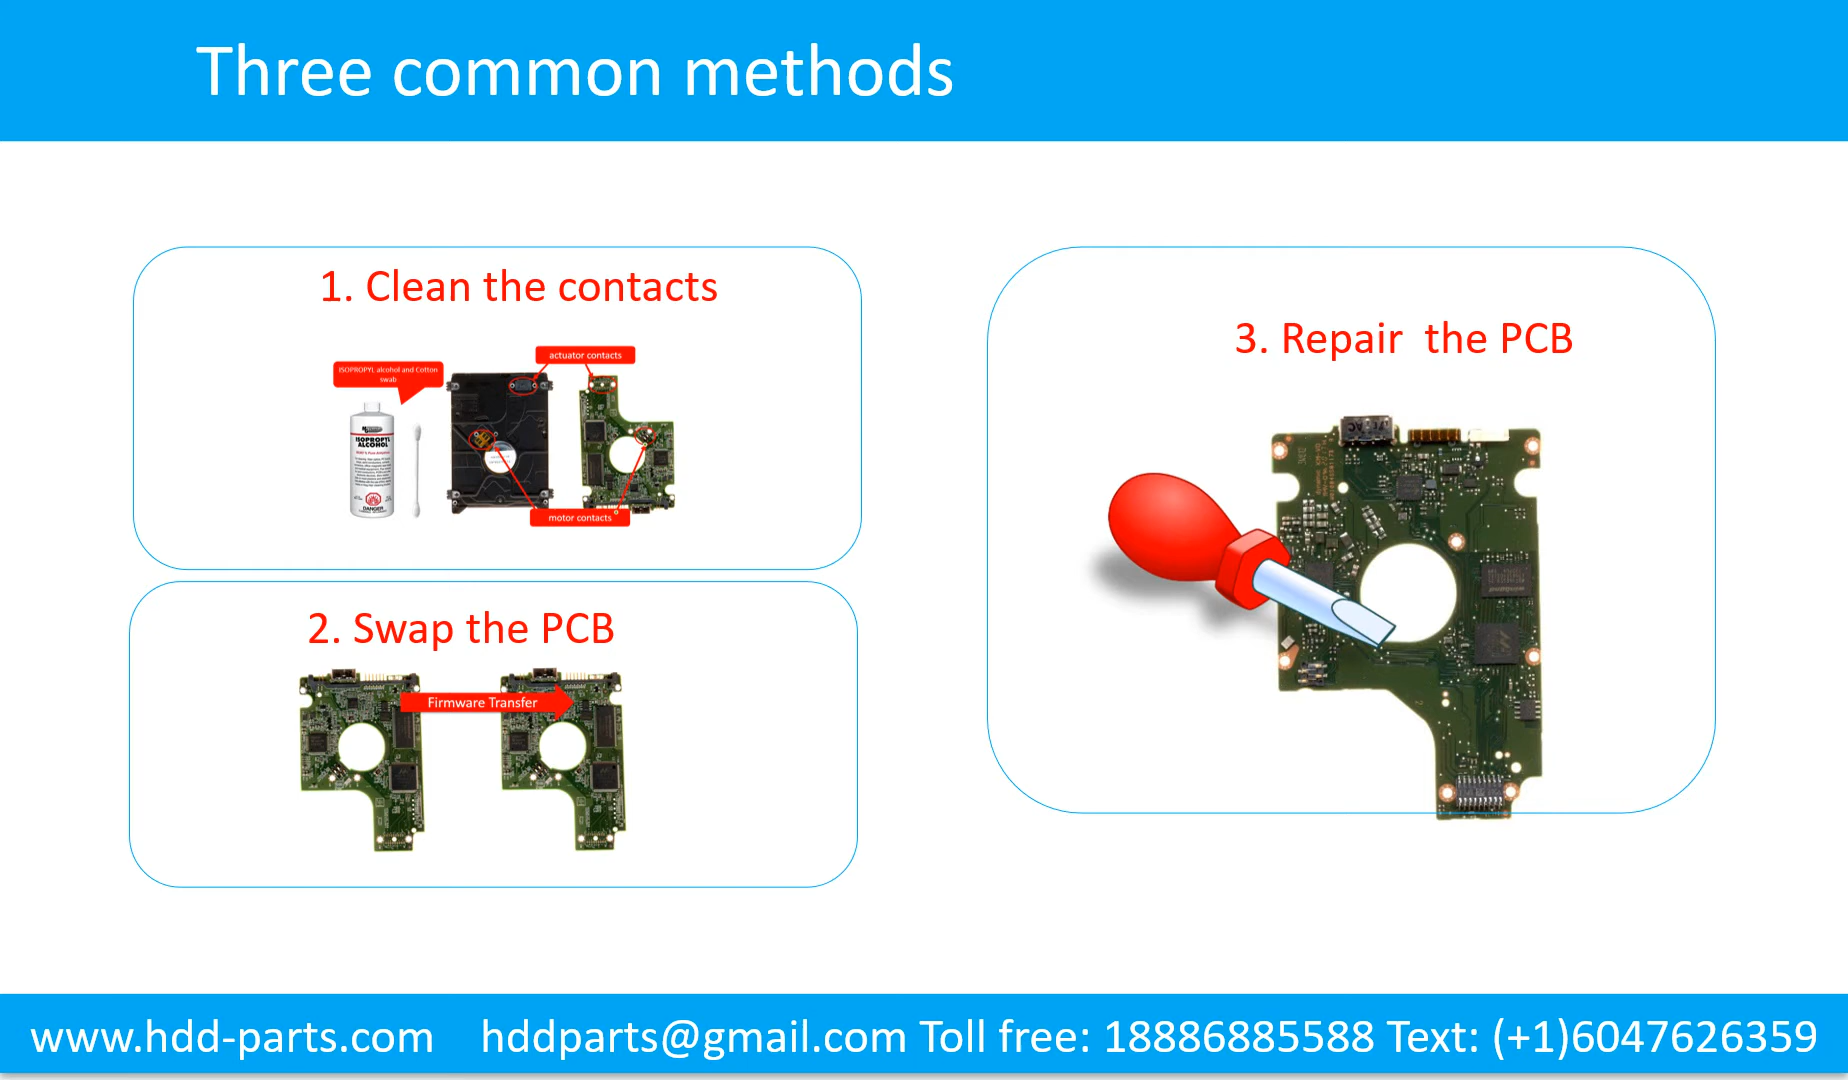 Three common methods
1. Clean the contacts
actuator contacts
ISOPROPYL alcohol and Cotton
swab
ISOPROPYL
ALCOHOL
DANGER
motor contacts
2. Swap the PCB
Firmware Transfer
3. Repair the PCB
www.hdd-parts.com hddparts@gmail.com Toll free: 18886885588 Text: (+1)6047626359